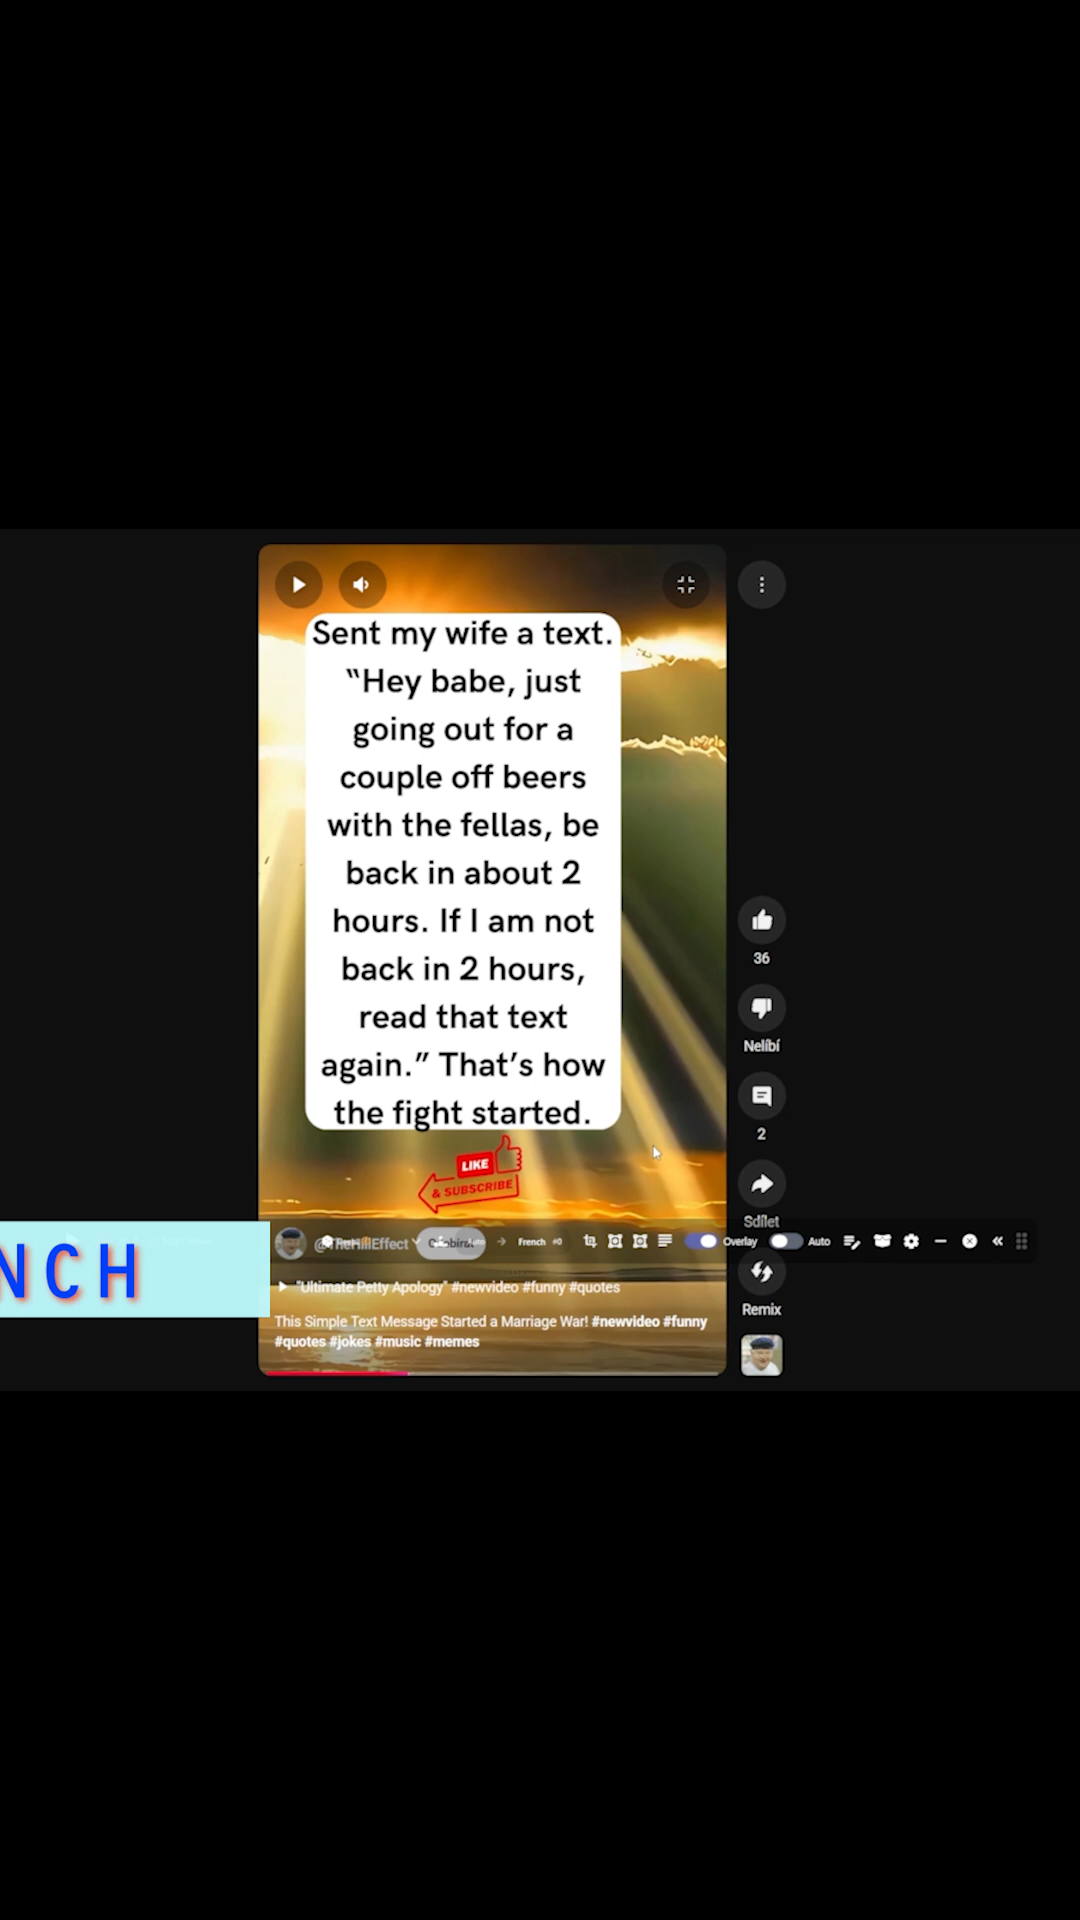 Sent my wife a text.
“Hey babe, just
going out for a
couple off beers
with the fellas, be
back in about 2
hours. If I am not
back in 2 hours,
read that text
again.” That’s how
the fight started.
LIKE
& SUBSCRIBE
36
Nelíbí
2
Sdílet
NCH
@TheHillEffect
French #0
Overlay
Auto
"Ultimate Petty Apology" #newvideo #funny #quotes
Remix
This Simple Text Message Started a Marriage War! #newvideo #funny
#quotes #jokes #music #memes